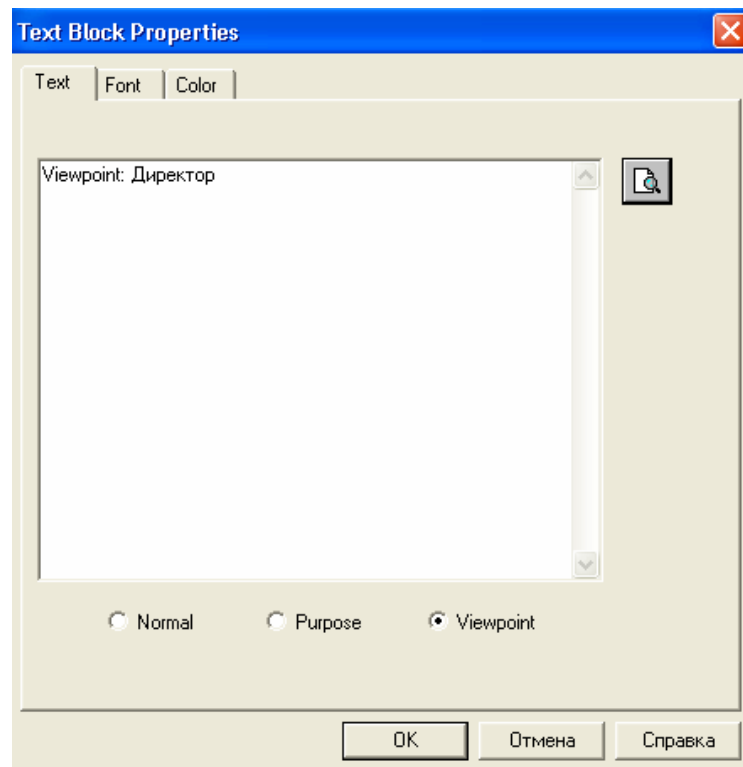 Text Block Properties
Text Font Color
Viewpoint: Директор
Normal Purpose Viewpoint
OK Отмена Справка